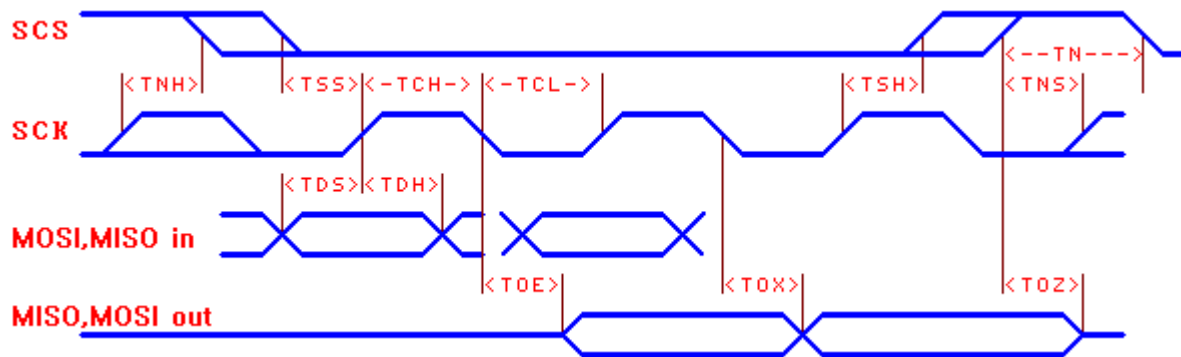 SCS
<--TN--->
<TNH> <TSS> <-TCH-> <-TCL-> <TSH> <TNS>
SCK
<TDS> <TDH>
MOSI,MISO in
<TOE> <TOX> <TOZ>
MISO,MOSI out